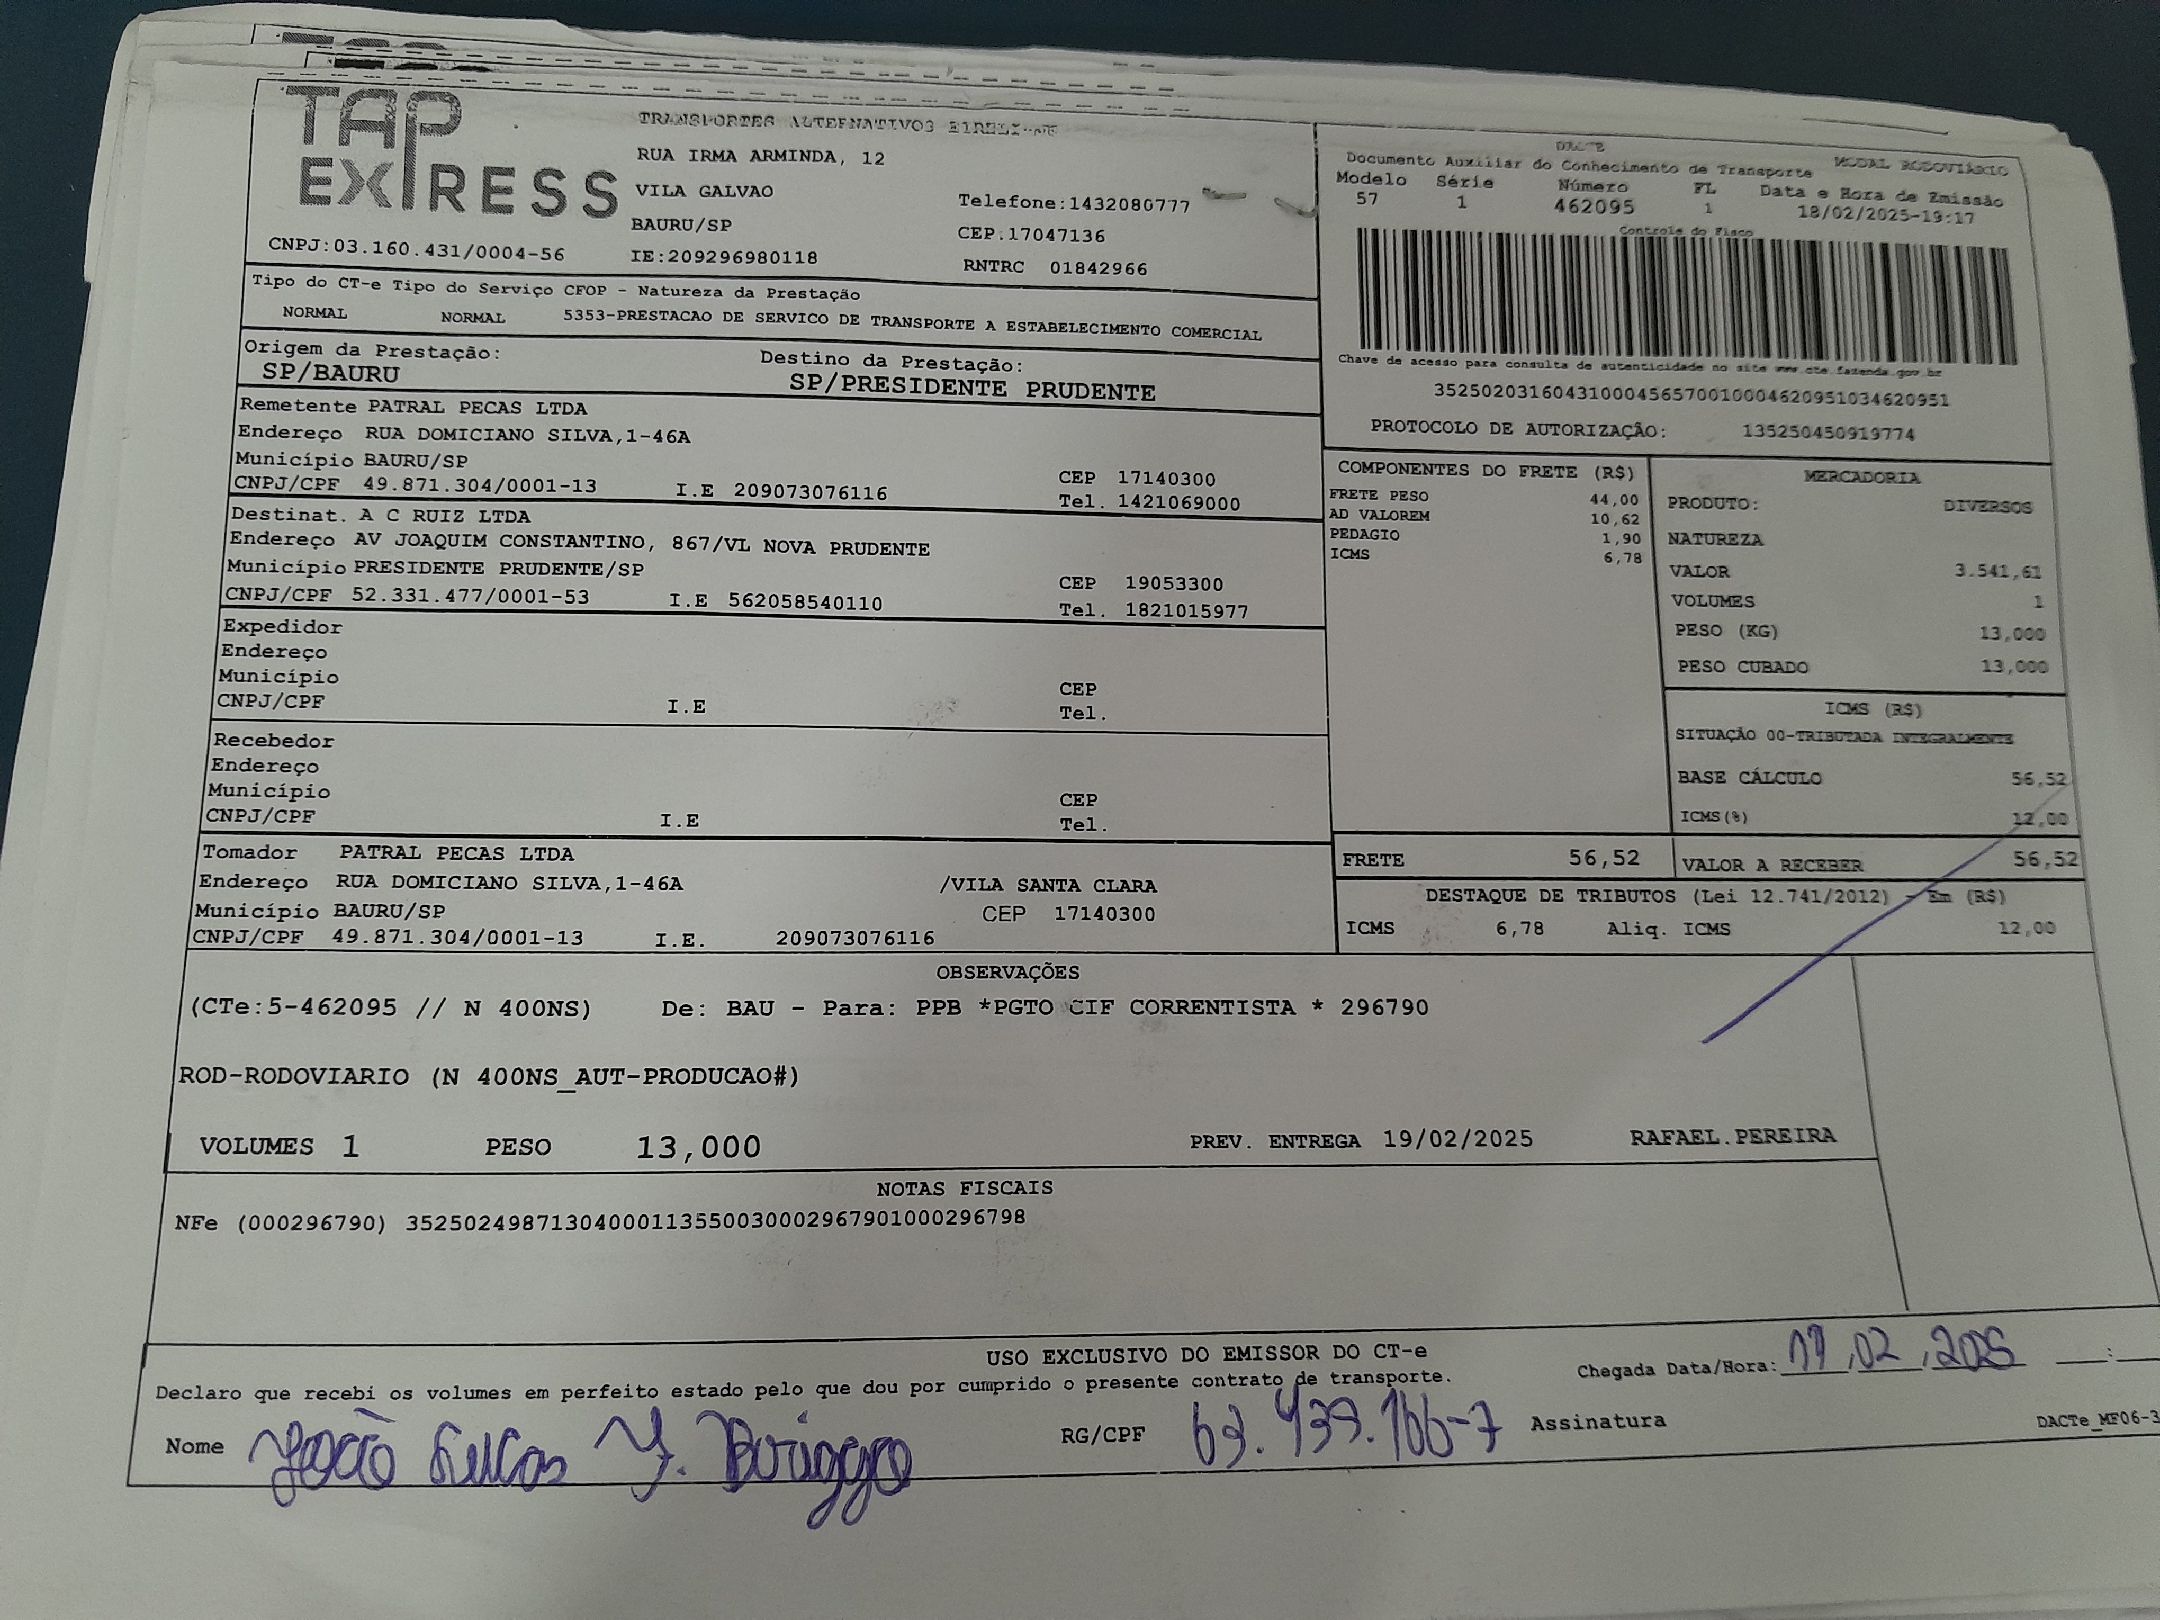 TAP
EXPRESS
TRANSPORTES ALTERNATIVOS EIRELI-ME
RUA IRMA ARMINDA, 12
VILA GALVAO
Telefone:1432080777
BAURU/SP
CEP.17047136
CNPJ:03.160.431/0004-56
IE:209296980118
RNTRC 01842966
DACTE
MODAL RODOVIÁRIO
Documento Auxiliar do Conhecimento de Transporte
Modelo Série Número FL Data e Hora de Emissão
57 1 462095 1 18/02/2025-19:17
Controle do Fisco
Chave de acesso para consulta de autenticidade no site www.cte.fazenda.gov.br
35250203160431000456570010004620951034620951
PROTOCOLO DE AUTORIZAÇÃO: 135250450919774
Tipo do CT-e Tipo do Serviço CFOP - Natureza da Prestação
NORMAL NORMAL 5353-PRESTACAO DE SERVICO DE TRANSPORTE A ESTABELECIMENTO COMERCIAL
Origem da Prestação: Destino da Prestação:
SP/BAURU SP/PRESIDENTE PRUDENTE
Remetente PATRAL PECAS LTDA
Endereço RUA DOMICIANO SILVA,1-46A
Município BAURU/SP CEP 17140300
CNPJ/CPF 49.871.304/0001-13 I.E 209073076116 Tel. 1421069000
Destinat. A C RUIZ LTDA
Endereço AV JOAQUIM CONSTANTINO, 867/VL NOVA PRUDENTE
Município PRESIDENTE PRUDENTE/SP CEP 19053300
CNPJ/CPF 52.331.477/0001-53 I.E 562058540110 Tel. 1821015977
Expedidor
Endereço
Município CEP
CNPJ/CPF I.E Tel.
Recebedor
Endereço
Município CEP
CNPJ/CPF I.E Tel.
Tomador PATRAL PECAS LTDA
Endereço RUA DOMICIANO SILVA,1-46A /VILA SANTA CLARA
Município BAURU/SP CEP 17140300
CNPJ/CPF 49.871.304/0001-13 I.E. 209073076116
COMPONENTES DO FRETE (R$)
FRETE PESO 44,00
AD VALOREM 10,62
PEDAGIO 1,90
ICMS 6,78
MERCADORIA
PRODUTO: DIVERSOS
NATUREZA
VALOR 3.541,61
VOLUMES 1
PESO (KG) 13,000
PESO CUBADO 13,000
ICMS (R$)
SITUAÇÃO 00-TRIBUTADA INTEGRALMENTE
BASE CÁLCULO 56,52
ICMS(%) 12,00
FRETE 56,52 VALOR A RECEBER 56,52
DESTAQUE DE TRIBUTOS (Lei 12.741/2012) - Em (R$)
ICMS 6,78 Aliq. ICMS 12,00
OBSERVAÇÕES
(CTe:5-462095 // N 400NS) De: BAU - Para: PPB *PGTO CIF CORRENTISTA * 296790
ROD-RODOVIARIO (N 400NS_AUT-PRODUCAO#)
VOLUMES 1 PESO 13,000 PREV. ENTREGA 19/02/2025 RAFAEL.PEREIRA
NOTAS FISCAIS
NFe (000296790) 35250249871304000113550030002967901000296798
USO EXCLUSIVO DO EMISSOR DO CT-e
Chegada Data/Hora: 19,02,2025 __:
Declaro que recebi os volumes em perfeito estado pelo que dou por cumprido o presente contrato de transporte.
Nome João Lucas RG/CPF 63.439.166-7 Assinatura
DACTe_MF06-3